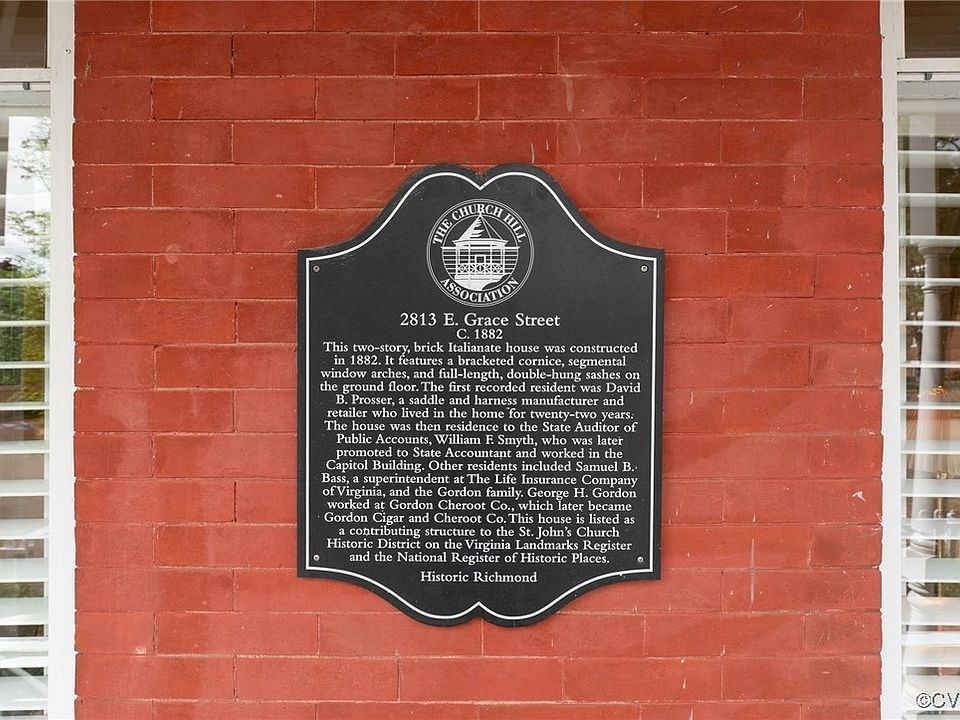 THE CHURCH HILL
ASSOCIATION
2813 E. Grace Street
C. 1882
This two-story, brick Italianate house was constructed
in 1882. It features a bracketed cornice, segmental
window arches, and full-length, double-hung sashes on
the ground floor. The first recorded resident was David
B. Prosser, a saddle and harness manufacturer and
retailer who lived in the home for twenty-two years.
The house was then residence to the State Auditor of
Public Accounts, William F. Smyth, who was later
promoted to State Accountant and worked in the
Capitol Building. Other residents included Samuel B.
Bass, a superintendent at The Life Insurance Company
of Virginia, and the Gordon family. George H. Gordon
worked at Gordon Cheroot Co., which later became
Gordon Cigar and Cheroot Co. This house is listed as
a contributing structure to the St. John's Church
Historic District on the Virginia Landmarks Register
and the National Register of Historic Places.
Historic Richmond
©CV